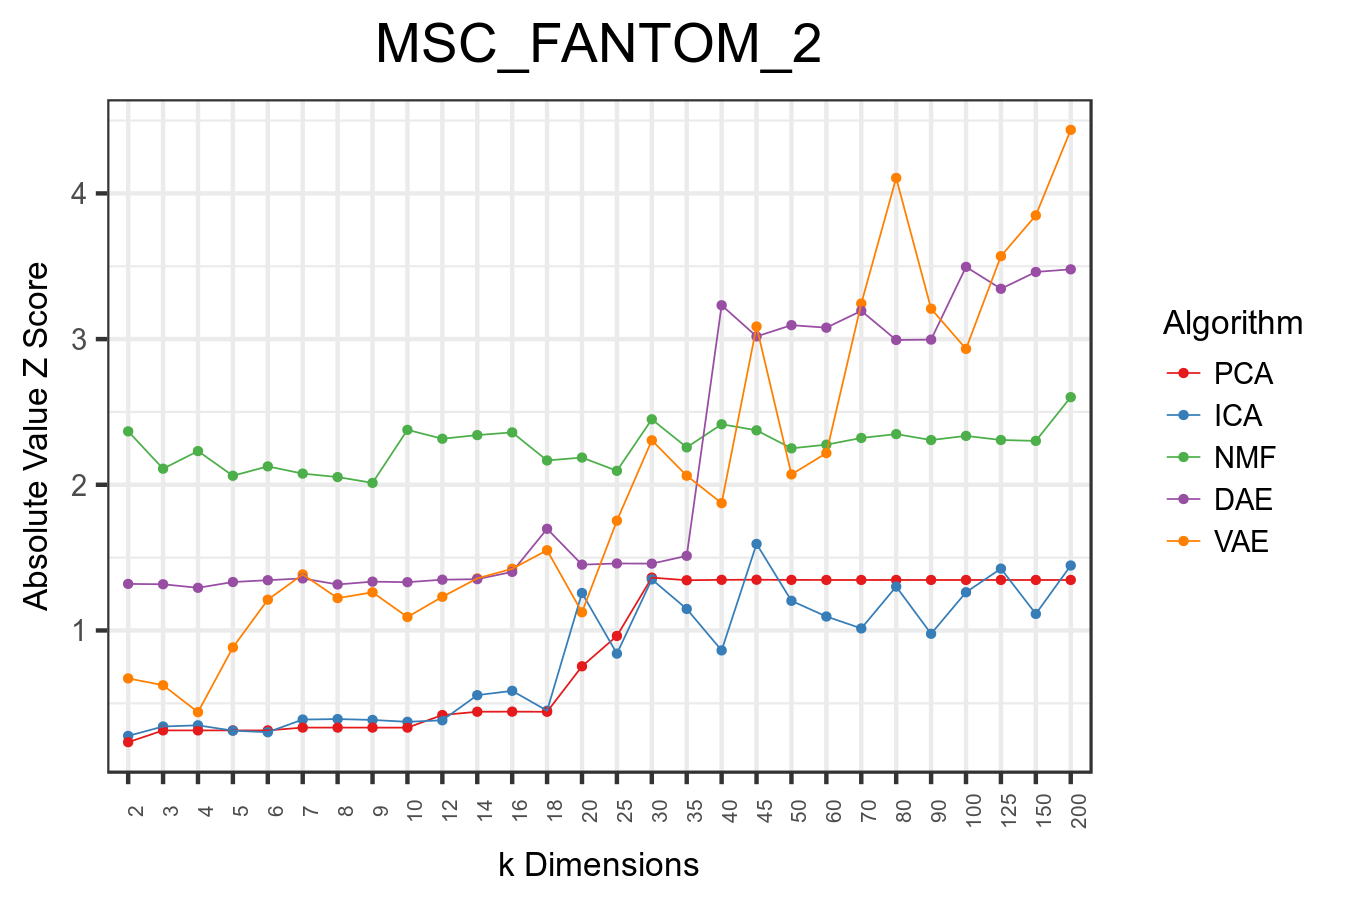 MSC_FANTOM_2
Absolute Value Z Score
4
3
2
1
2 3 4 5 6 7 8 9 10 12 14 16 18 20 25 30 35 40 45 50 60 70 80 90 100 125 150 200
k Dimensions
Algorithm
PCA
ICA
NMF
DAE
VAE